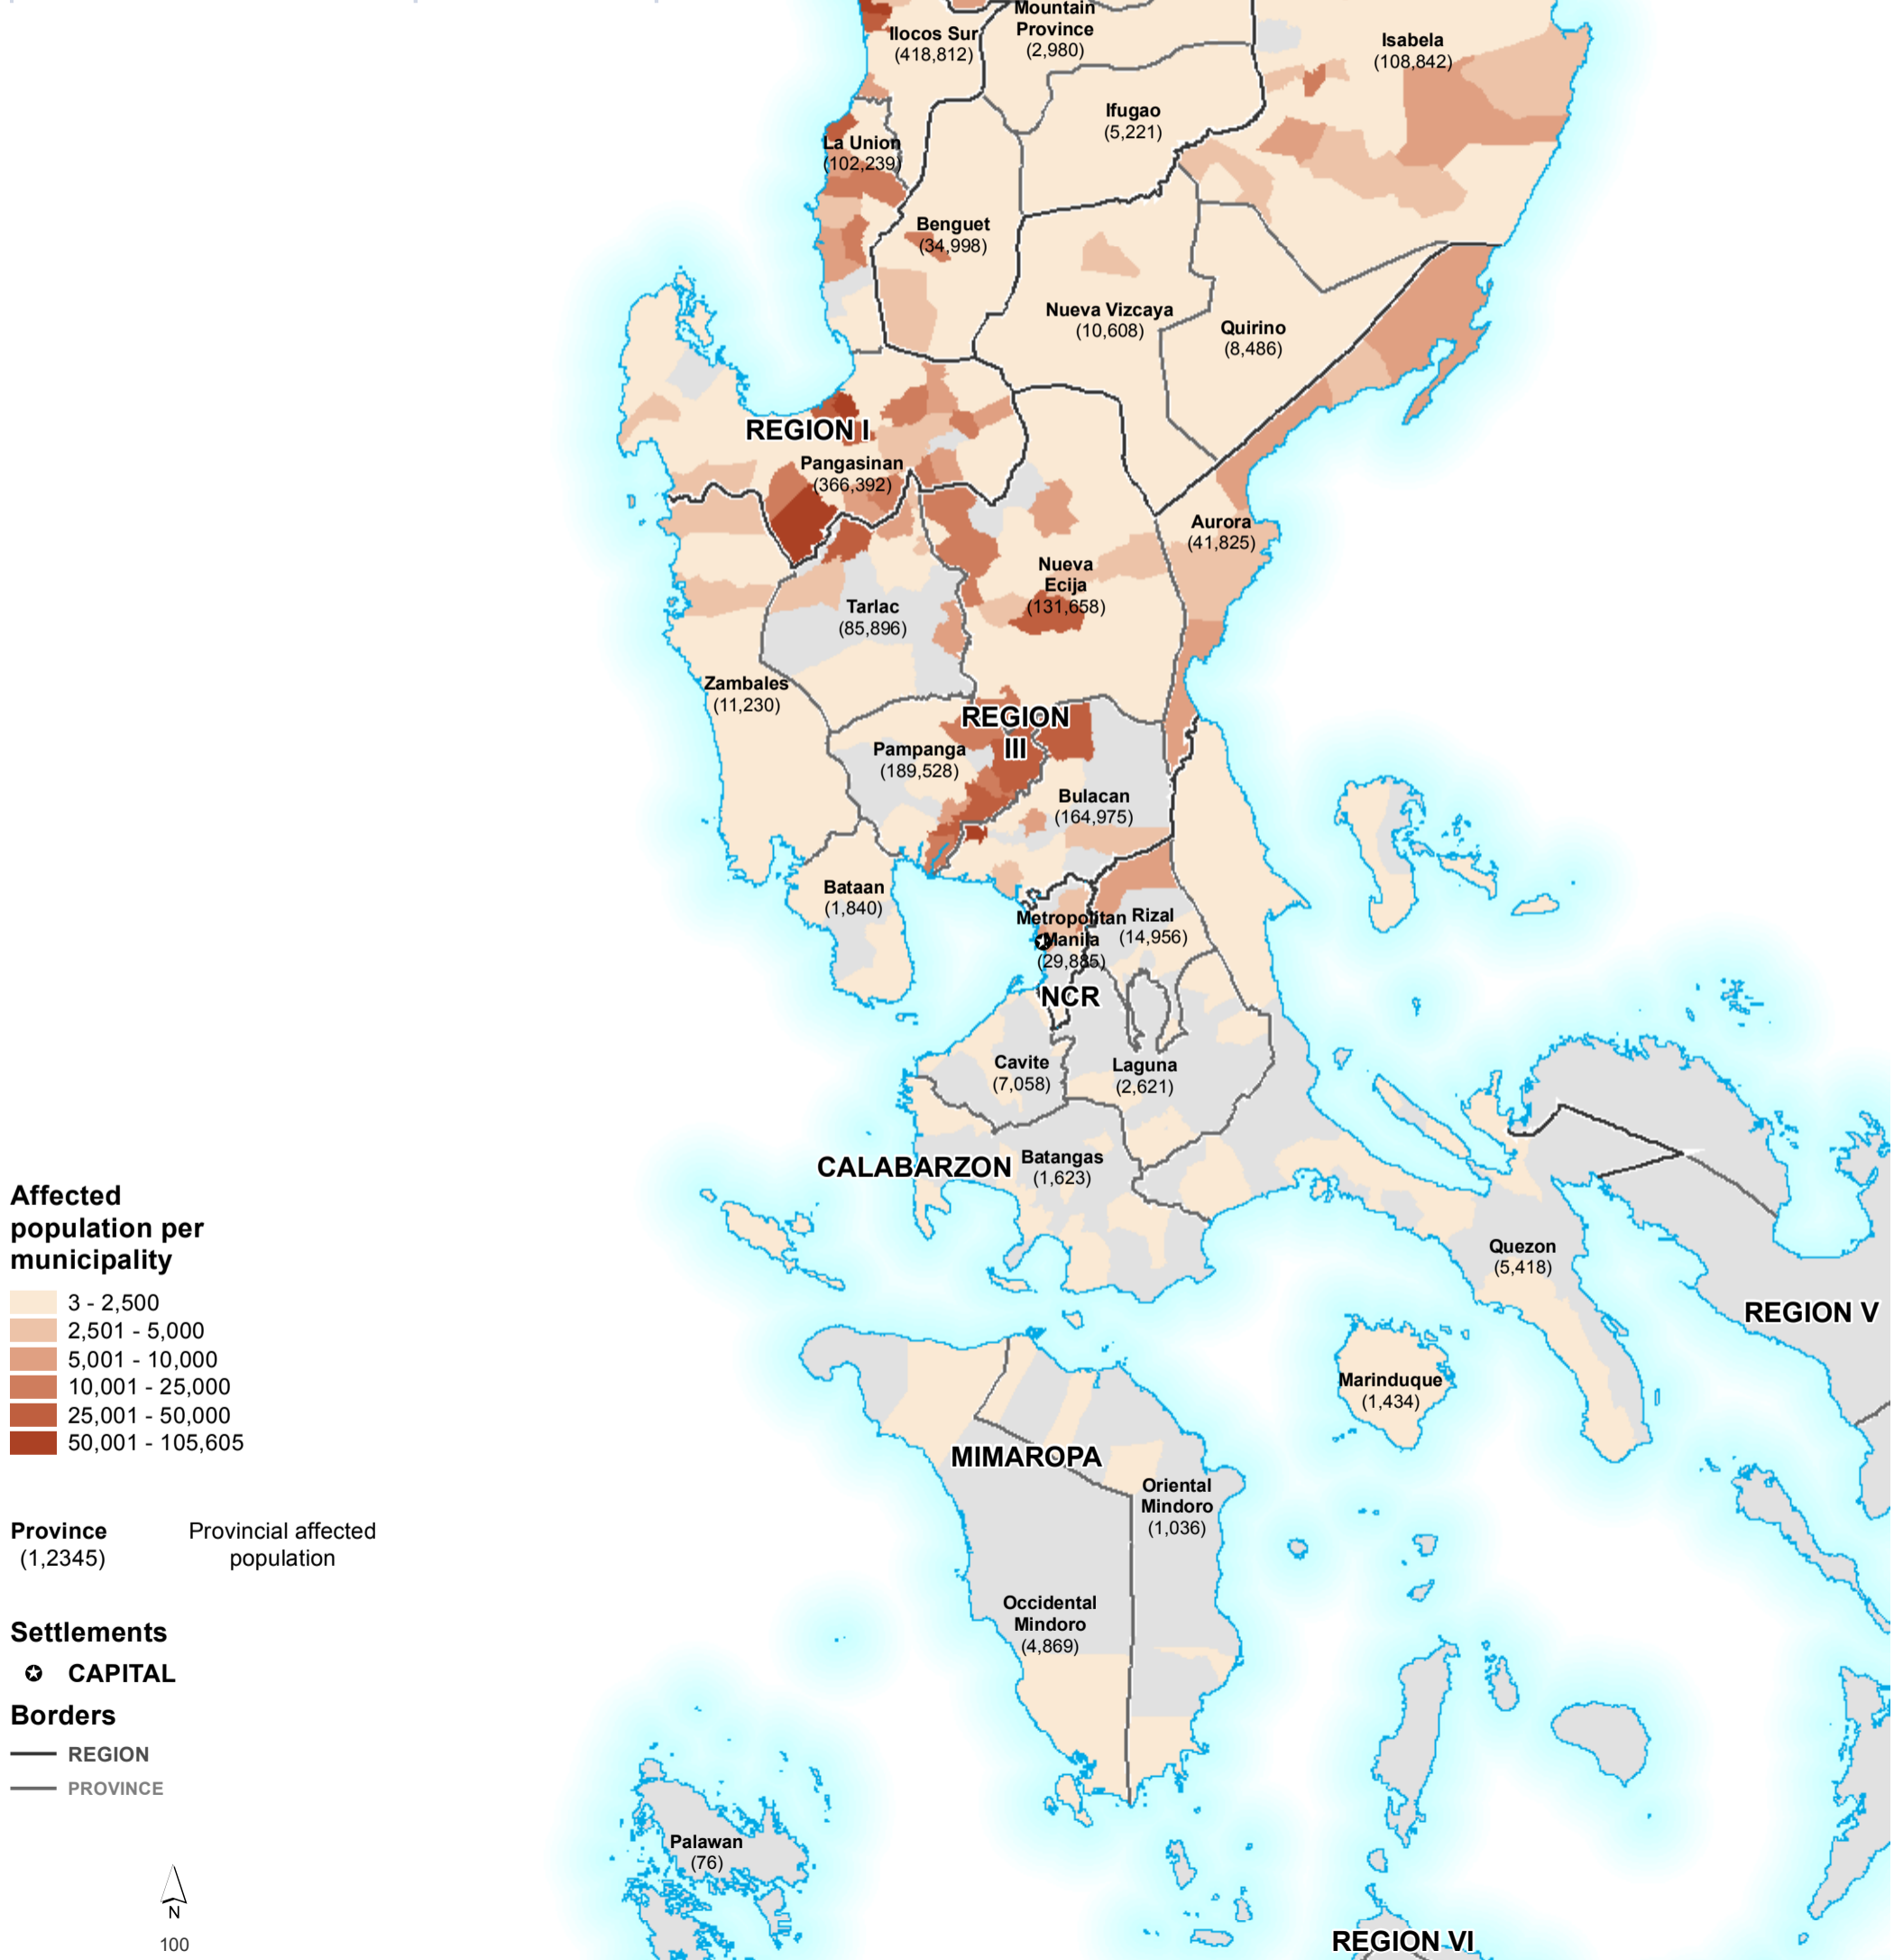 Mountain
Province
(2,980)
Ilocos Sur
(418,812)
Isabela
(108,842)
Ifugao
(5,221)
La Union
(102,239)
Benguet
(34,998)
Nueva Vizcaya
(10,608)
Quirino
(8,486)
REGION I
Pangasinan
(366,392)
Aurora
(41,825)
Nueva
Ecija
(131,658)
Tarlac
(85,896)
Zambales
(11,230)
REGION
III
Pampanga
(189,528)
Bulacan
(164,975)
Bataan
(1,840)
Metropolitan
Manila
(29,885)
Rizal
(14,956)
NCR
Cavite
(7,058)
Laguna
(2,621)
CALABARZON
Batangas
(1,623)
Quezon
(5,418)
REGION V
Marinduque
(1,434)
MIMAROPA
Oriental
Mindoro
(1,036)
Occidental
Mindoro
(4,869)
Palawan
(76)
REGION VI
Affected
population per
municipality
3 - 2,500
2,501 - 5,000
5,001 - 10,000
10,001 - 25,000
25,001 - 50,000
50,001 - 105,605
Province
(1,2345)
Provincial affected
population
Settlements
CAPITAL
Borders
REGION
PROVINCE
N
100